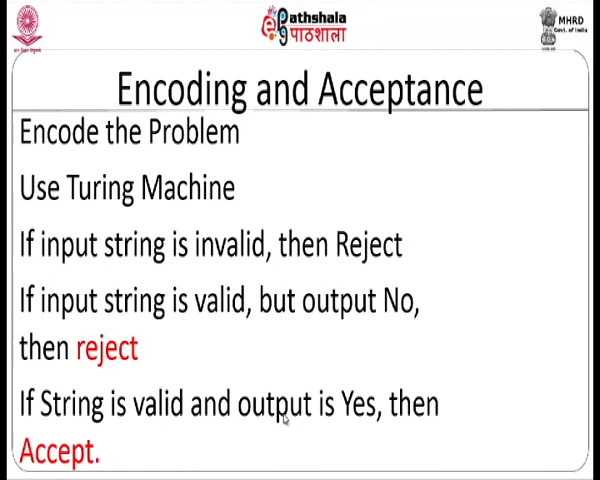 Pathshala
पाठशाला
MHRD
Govt. of India
Encoding and Acceptance
Encode the Problem
Use Turing Machine
If input string is invalid, then Reject
If input string is valid, but output No,
then reject
If String is valid and output is Yes, then
Accept.